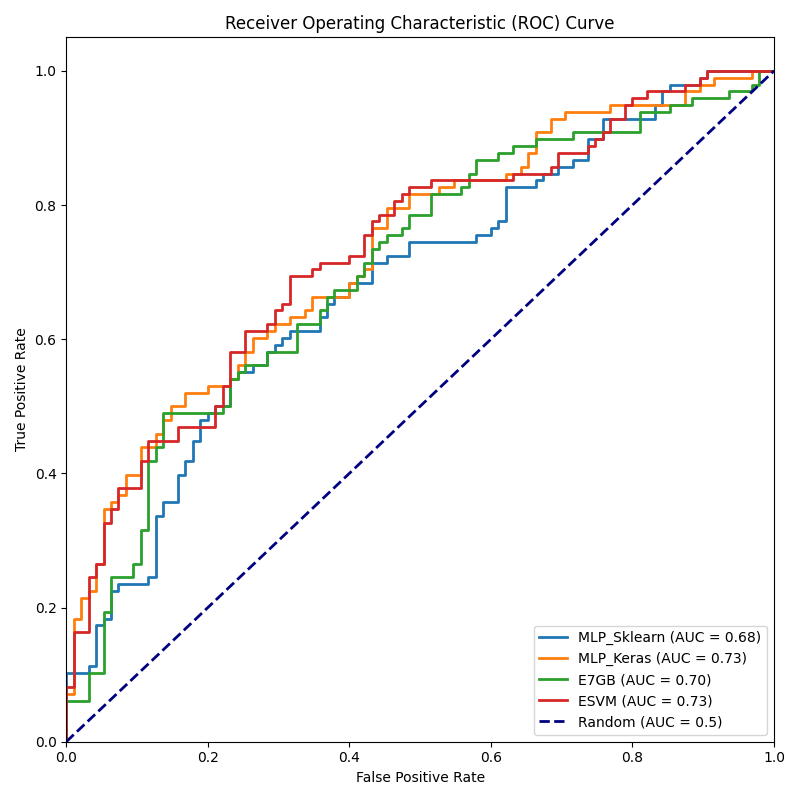 Receiver Operating Characteristic (ROC) Curve
True Positive Rate
1.0
0.8
0.6
0.4
0.2
0.0
MLP_Sklearn (AUC = 0.68)
MLP_Keras (AUC = 0.73)
E7GB (AUC = 0.70)
ESVM (AUC = 0.73)
Random (AUC = 0.5)
0.0 0.2 0.4 0.6 0.8 1.0
False Positive Rate